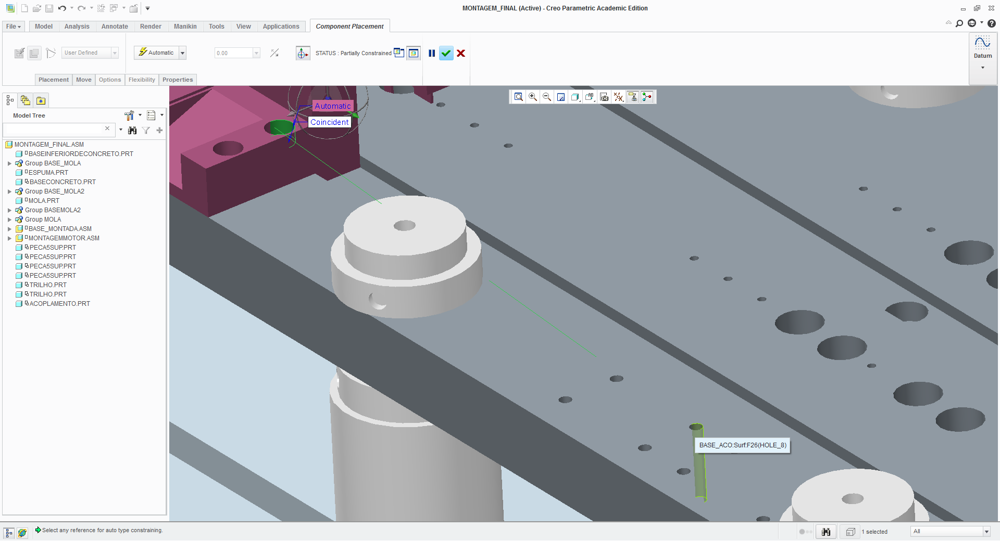 MONTAGEM_FINAL (Active) - Creo Parametric Academic Edition
File Model Analysis Annotate Render Manikin Tools View Applications Component Placement
User Defined Automatic 0.00 STATUS : Partially Constrained
Datum
Placement Move Options Flexibility Properties
Model Tree
MONTAGEM_FINAL.ASM
BASEINFERIORDECONCRETO.PRT
Group BASE_MOLA
ESPUMA.PRT
BASECONCRETO.PRT
Group BASE_MOLA2
MOLA.PRT
Group BASEMOLA2
Group MOLA
BASE_MONTADA.ASM
MONTAGEMMOTOR.ASM
PECA5SUP.PRT
PECA5SUP.PRT
PECA5SUP.PRT
PECA5SUP.PRT
TRILHO.PRT
TRILHO.PRT
ACOPLAMENTO.PRT
Automatic
Coincident
BASE_ACO:Surf:F26(HOLE_8)
Select any reference for auto type constraining.
1 selected
All